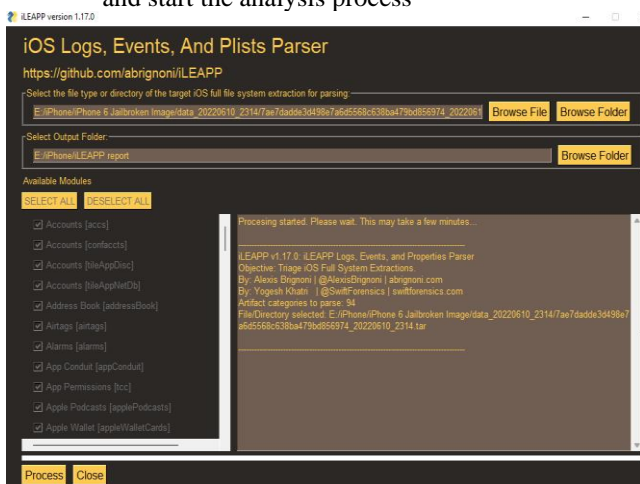 and start the analysis process
iLEAPP version 1.17.0
iOS Logs, Events, And Plists Parser
https://github.com/abrignoni/iLEAPP
Select the file type or directory of the target iOS full file system extraction for parsing:
E:/iPhone/iPhone 6 Jailbroken Image/data_20220610_2314/7ae7dadde3d498e7a6d5568c638ba479bd856974_2022061 Browse File Browse Folder
Select Output Folder:
E:/iPhone/iLEAPP report Browse Folder
Available Modules
SELECT ALL DESELECT ALL
Accounts [accs]
Accounts [confaccts]
Accounts [tileAppDisc]
Accounts [tileAppNetDb]
Address Book [addressBook]
Airtags [airtags]
Alarms [alarms]
App Conduit [appConduit]
App Permissions [tcc]
Apple Podcasts [applePodcasts]
Apple Wallet [appleWalletCards]
Procesing started. Please wait. This may take a few minutes...
iLEAPP v1.17.0: iLEAPP Logs, Events, and Properties Parser
Objective: Triage iOS Full System Extractions.
By: Alexis Brignoni | @AlexisBrignoni | abrignoni.com
By: Yogesh Khatri | @SwiftForensics | swiftforensics.com
Artifact categories to parse: 94
File/Directory selected: E:/iPhone/iPhone 6 Jailbroken Image/data_20220610_2314/7ae7dadde3d498e7
a6d5568c638ba479bd856974_20220610_2314.tar
Process Close